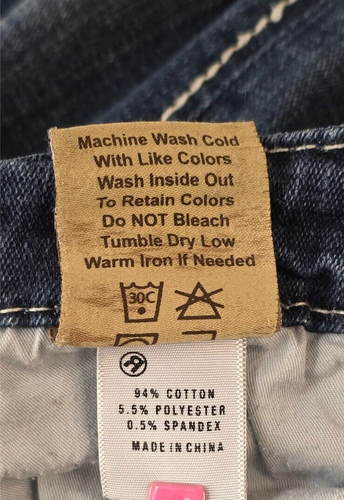 Machine Wash Cold
With Like Colors
Wash Inside Out
To Retain Colors
Do NOT Bleach
Tumble Dry Low
Warm Iron If Needed
30C
94% COTTON
5.5% POLYESTER
0.5% SPANDEX
MADE IN CHINA